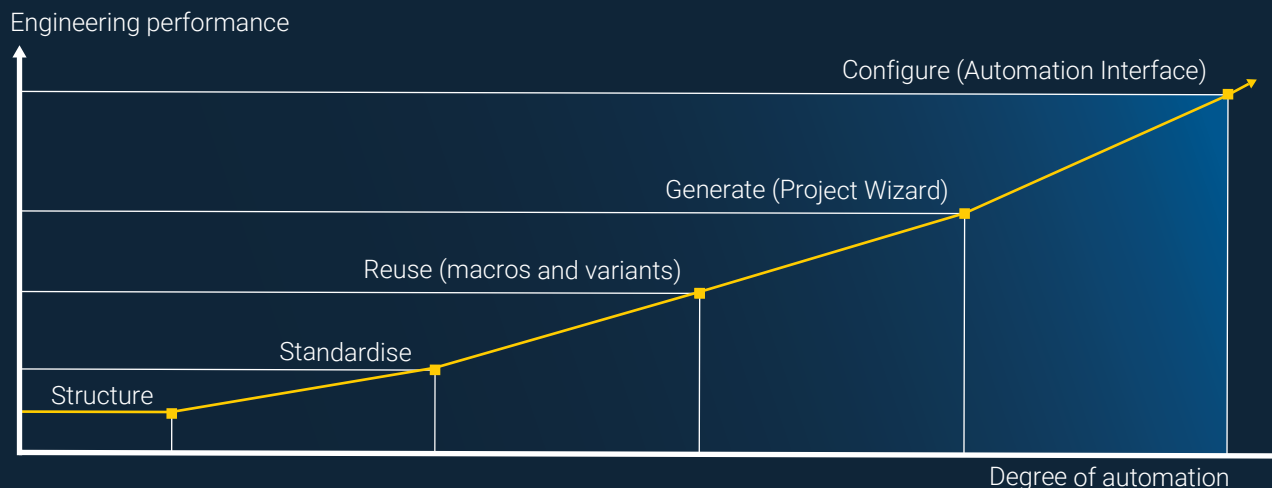 Engineering performance
Configure (Automation Interface)
Generate (Project Wizard)
Reuse (macros and variants)
Standardise
Structure
Degree of automation